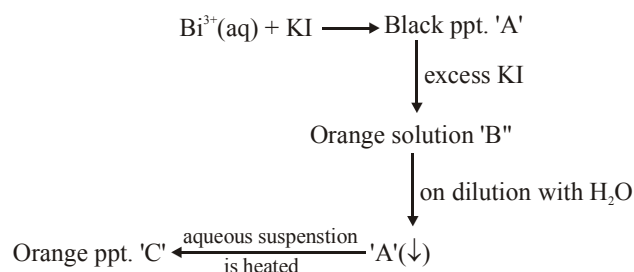 Bi³⁺(aq) + KI Black ppt. 'A'
excess KI
Orange solution 'B"
on dilution with H₂O
Orange ppt. 'C' aqueous suspenstion is heated 'A'(↓)